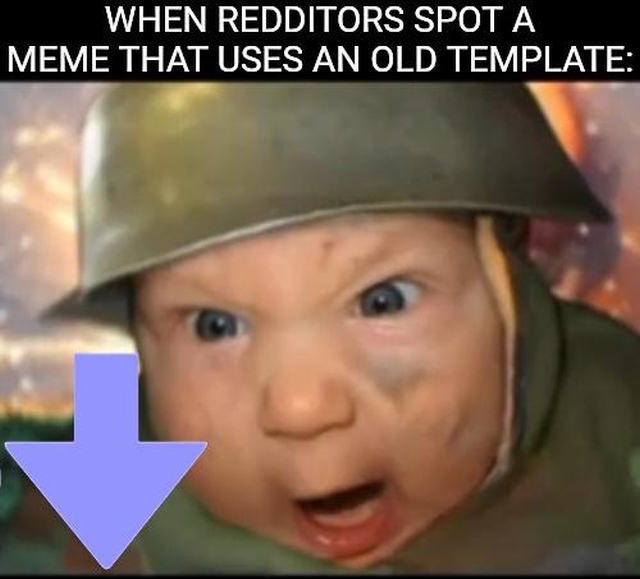 WHEN REDDITORS SPOT A
MEME THAT USES AN OLD TEMPLATE: